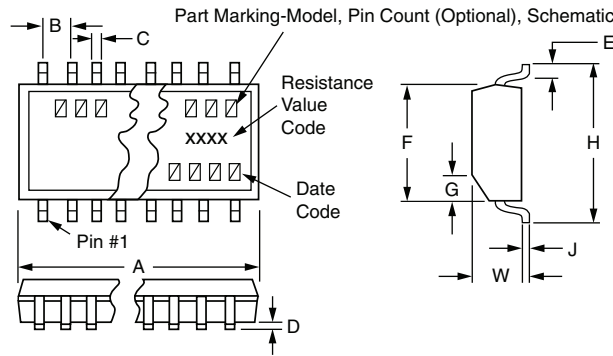 Part Marking-Model, Pin Count (Optional), Schematic
B
C
E
Resistance
Value
Code
XXXX
F
H
G
Date
Code
Pin #1
J
A
W
D